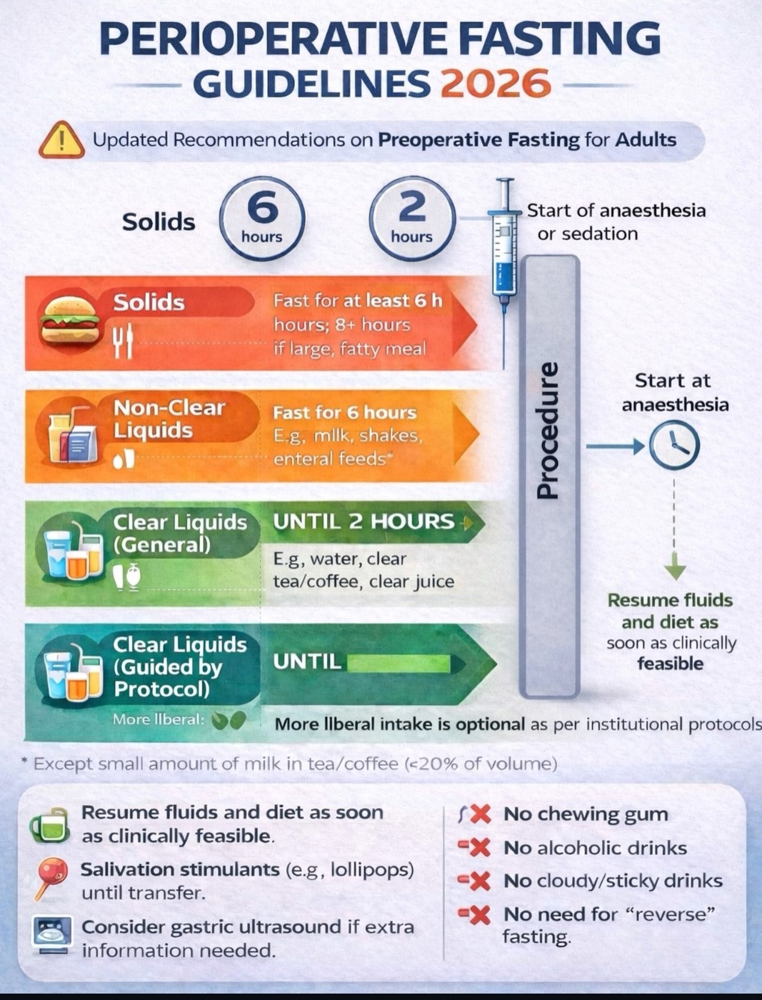 PERIOPERATIVE FASTING
GUIDELINES 2026
Updated Recommendations on Preoperative Fasting for Adults
Solids
6
hours
2
hours
Start of anaesthesia
or sedation
Solids
Fast for at least 6 h
hours; 8+ hours
if large, fatty meal
Non-Clear
Liquids
Fast for 6 hours
E.g, mllk, shakes,
enteral feeds*
Clear Liquids
(General)
UNTIL 2 HOURS
E.g, water, clear
tea/coffee, clear juice
Clear Liquids
(Guided by
Protocol)
More llberal:
UNTIL
More llberal intake is optional as per institutional protocols
Procedure
Start at
anaesthesia
Resume fluids
and diet as
soon as clinically
feasible
* Except small amount of milk in tea/coffee (<20% of volume)
Resume fluids and diet as soon
as clinically feasible.
Salivation stimulants (e.g, lollipops)
until transfer.
Consider gastric ultrasound if extra
information needed.
No chewing gum
No alcoholic drinks
No cloudy/sticky drinks
No need for “reverse”
fasting.